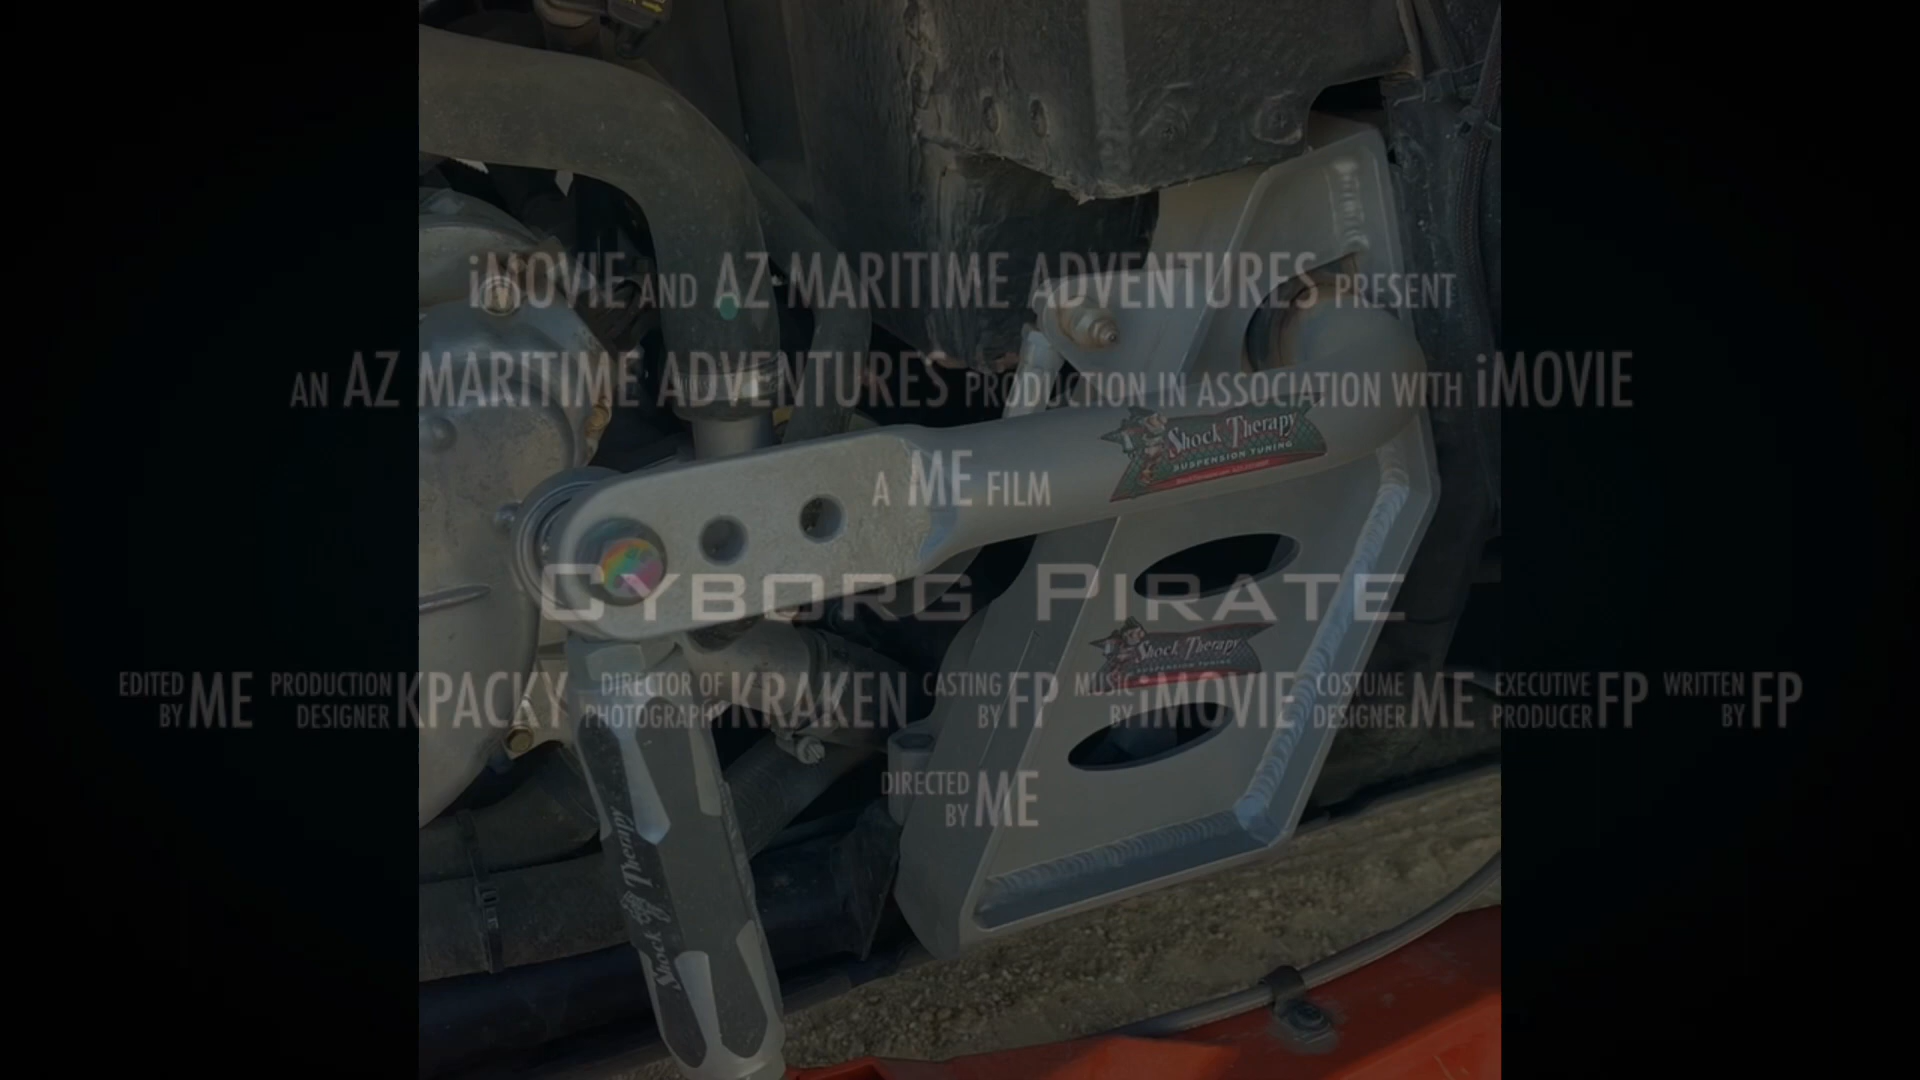 iMOVIE AND AZ MARITIME ADVENTURES PRESENT
AN AZ MARITIME ADVENTURES PRODUCTION IN ASSOCIATION WITH iMOVIE
Shock Therapy
SUSPENSION TUNING
A ME FILM
CYBORG PIRATE
Shock Therapy
SUSPENSION TUNING
EDITED BY ME PRODUCTION DESIGNER KPACKY DIRECTOR OF PHOTOGRAPHY KRAKEN CASTING BY FP MUSIC BY iMOVIE COSTUME DESIGNER ME EXECUTIVE PRODUCER FP WRITTEN BY FP
DIRECTED BY ME
Shock Therapy